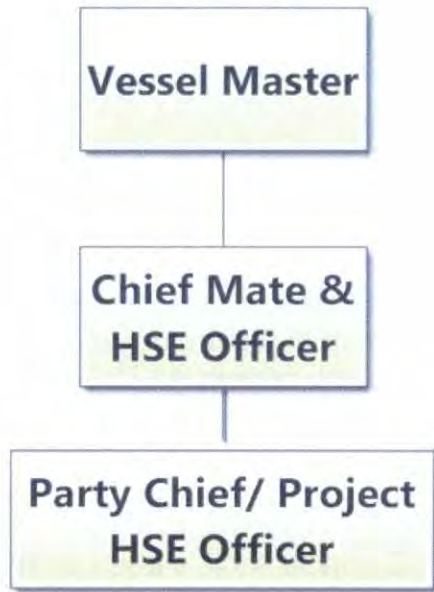 Vessel Master
Chief Mate &
HSE Officer
Party Chief/ Project
HSE Officer